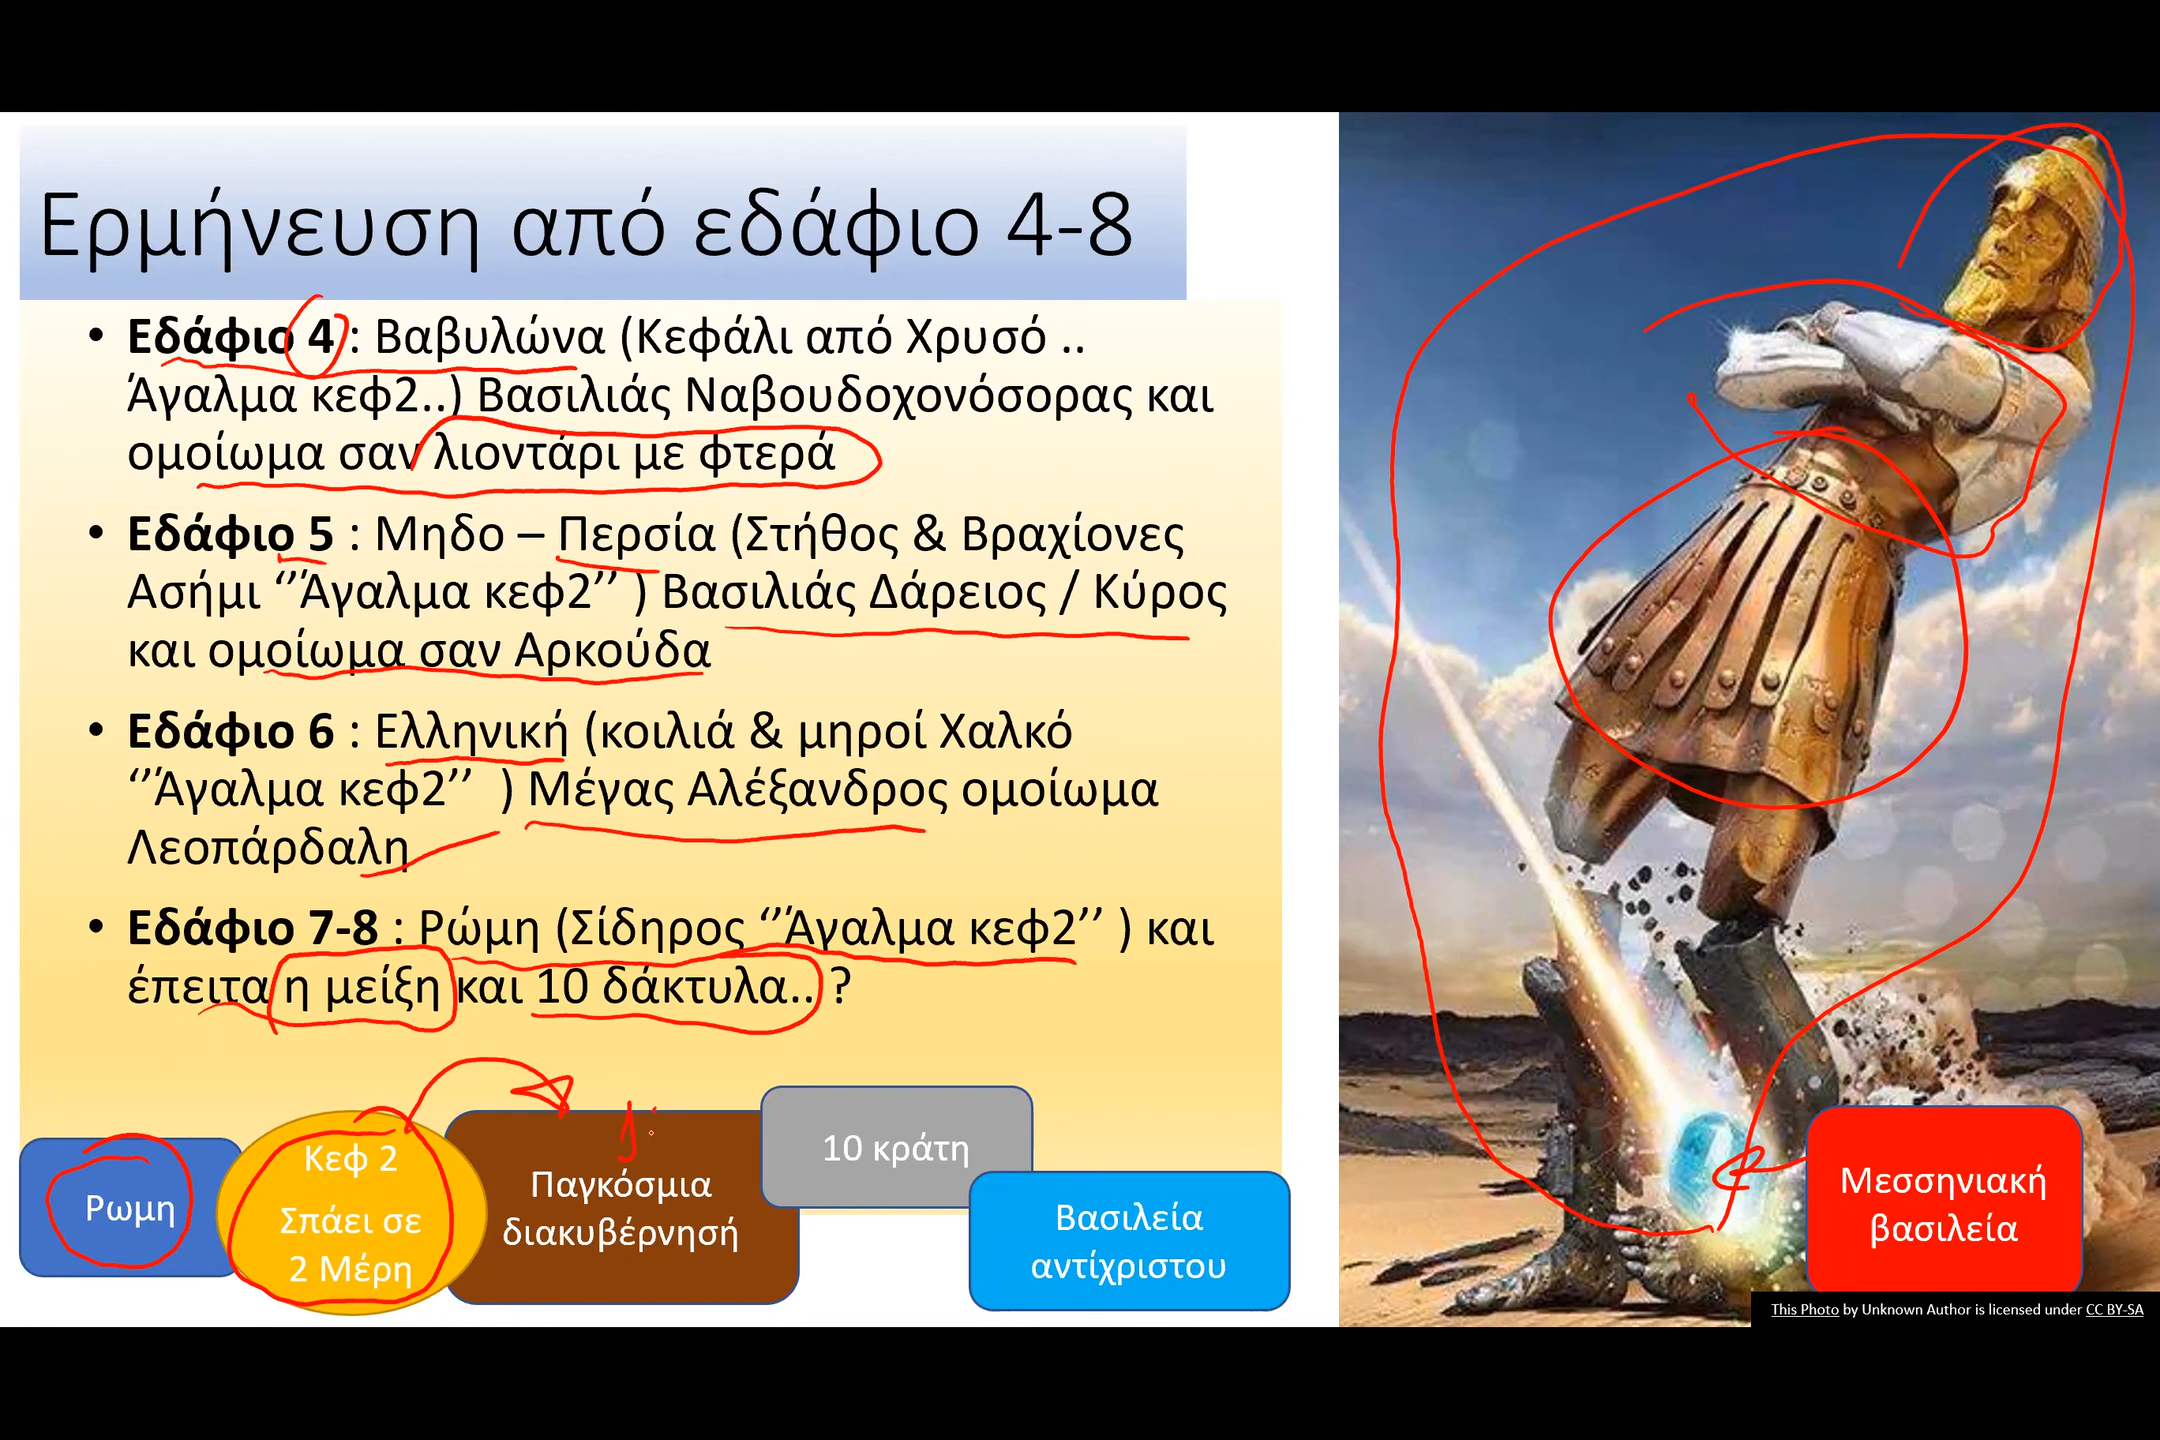 Ερμήνευση από εδάφιο 4-8
• Εδάφιο 4 : Βαβυλώνα (Κεφάλι από Χρυσό ..
Άγαλμα κεφ2..) Βασιλιάς Ναβουδοχονόσορας και
ομοίωμα σαν λιοντάρι με φτερά
• Εδάφιο 5 : Μηδο – Περσία (Στήθος & Βραχίονες
Ασήμι ‘’Άγαλμα κεφ2’’ ) Βασιλιάς Δάρειος / Κύρος
και ομοίωμα σαν Αρκούδα
• Εδάφιο 6 : Ελληνική (κοιλιά & μηροί Χαλκό
‘’Άγαλμα κεφ2’’ ) Μέγας Αλέξανδρος ομοίωμα
Λεοπάρδαλη
• Εδάφιο 7-8 : Ρώμη (Σίδηρος ‘’Άγαλμα κεφ2’’ ) και
έπειτα η μείξη και 10 δάκτυλα.. ?
Ρωμη
Κεφ 2
Σπάει σε
2 Μέρη
Παγκόσμια
διακυβέρνησή
10 κράτη
Βασιλεία
αντίχριστου
Μεσσηνιακή
βασιλεία
This Photo by Unknown Author is licensed under CC BY-SA